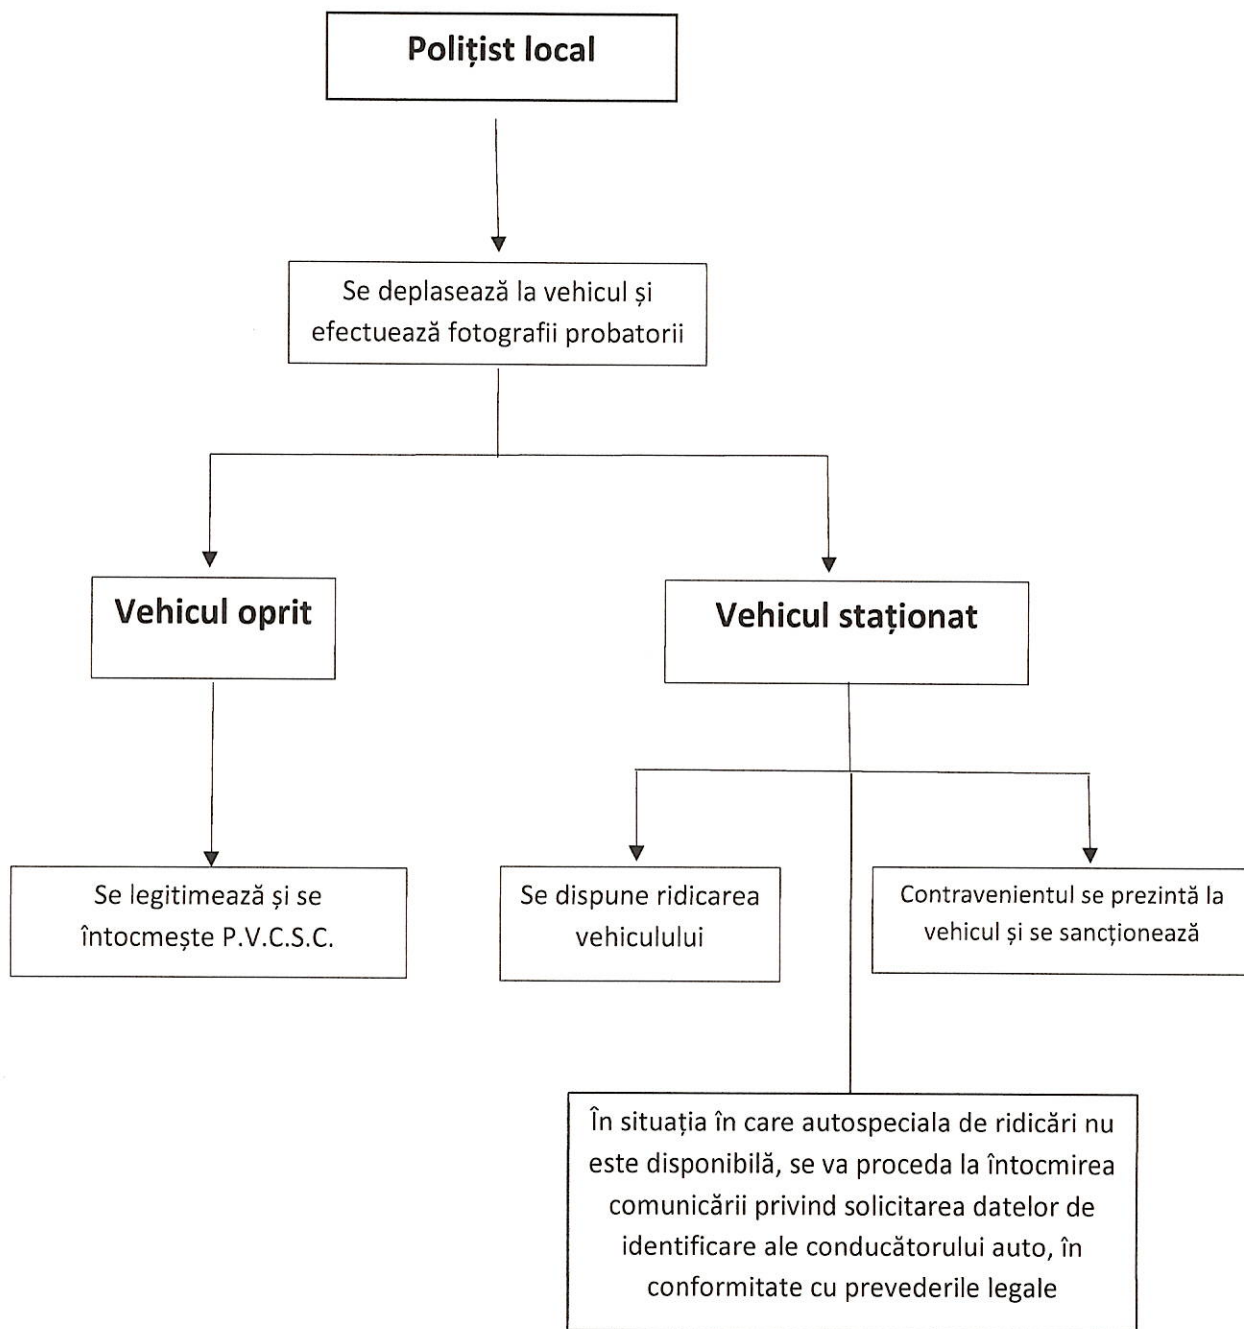 Polițist local
Se deplasează la vehicul și
efectuează fotografii probatorii
Vehicul oprit
Vehicul staționat
Se legitimează și se
întocmește P.V.C.S.C.
Se dispune ridicarea
vehiculului
Contravenientul se prezintă la
vehicul și se sancționează
În situația în care autospeciala de ridicări nu
este disponibilă, se va proceda la întocmirea
comunicării privind solicitarea datelor de
identificare ale conducătorului auto, în
conformitate cu prevederile legale